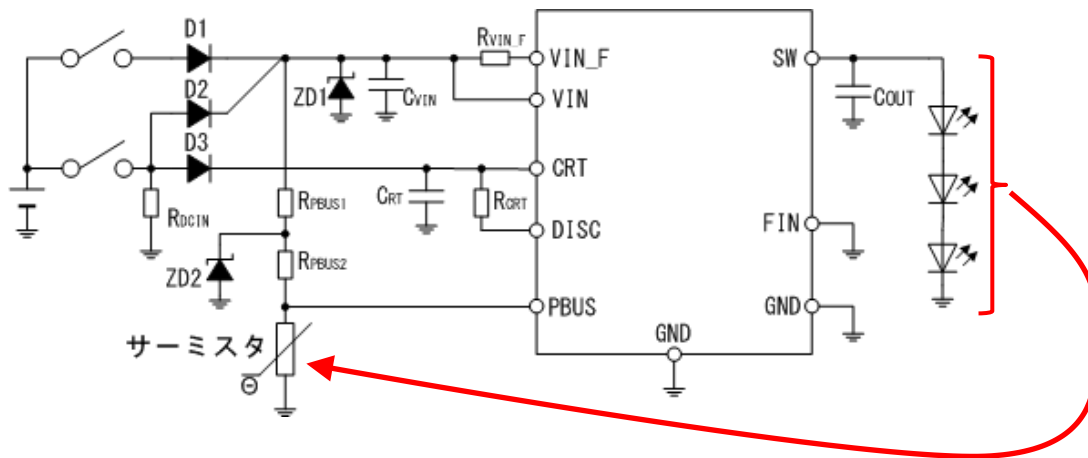 D1
RVIN_F
VIN_F
SW
D2
ZD1
CVIN
VIN
COUT
D3
CRT
RDCIN
RPBUS1
CRT
RCRT
DISC
FIN
ZD2
RPBUS2
PBUS
GND
GND
サーミスタ
⊖